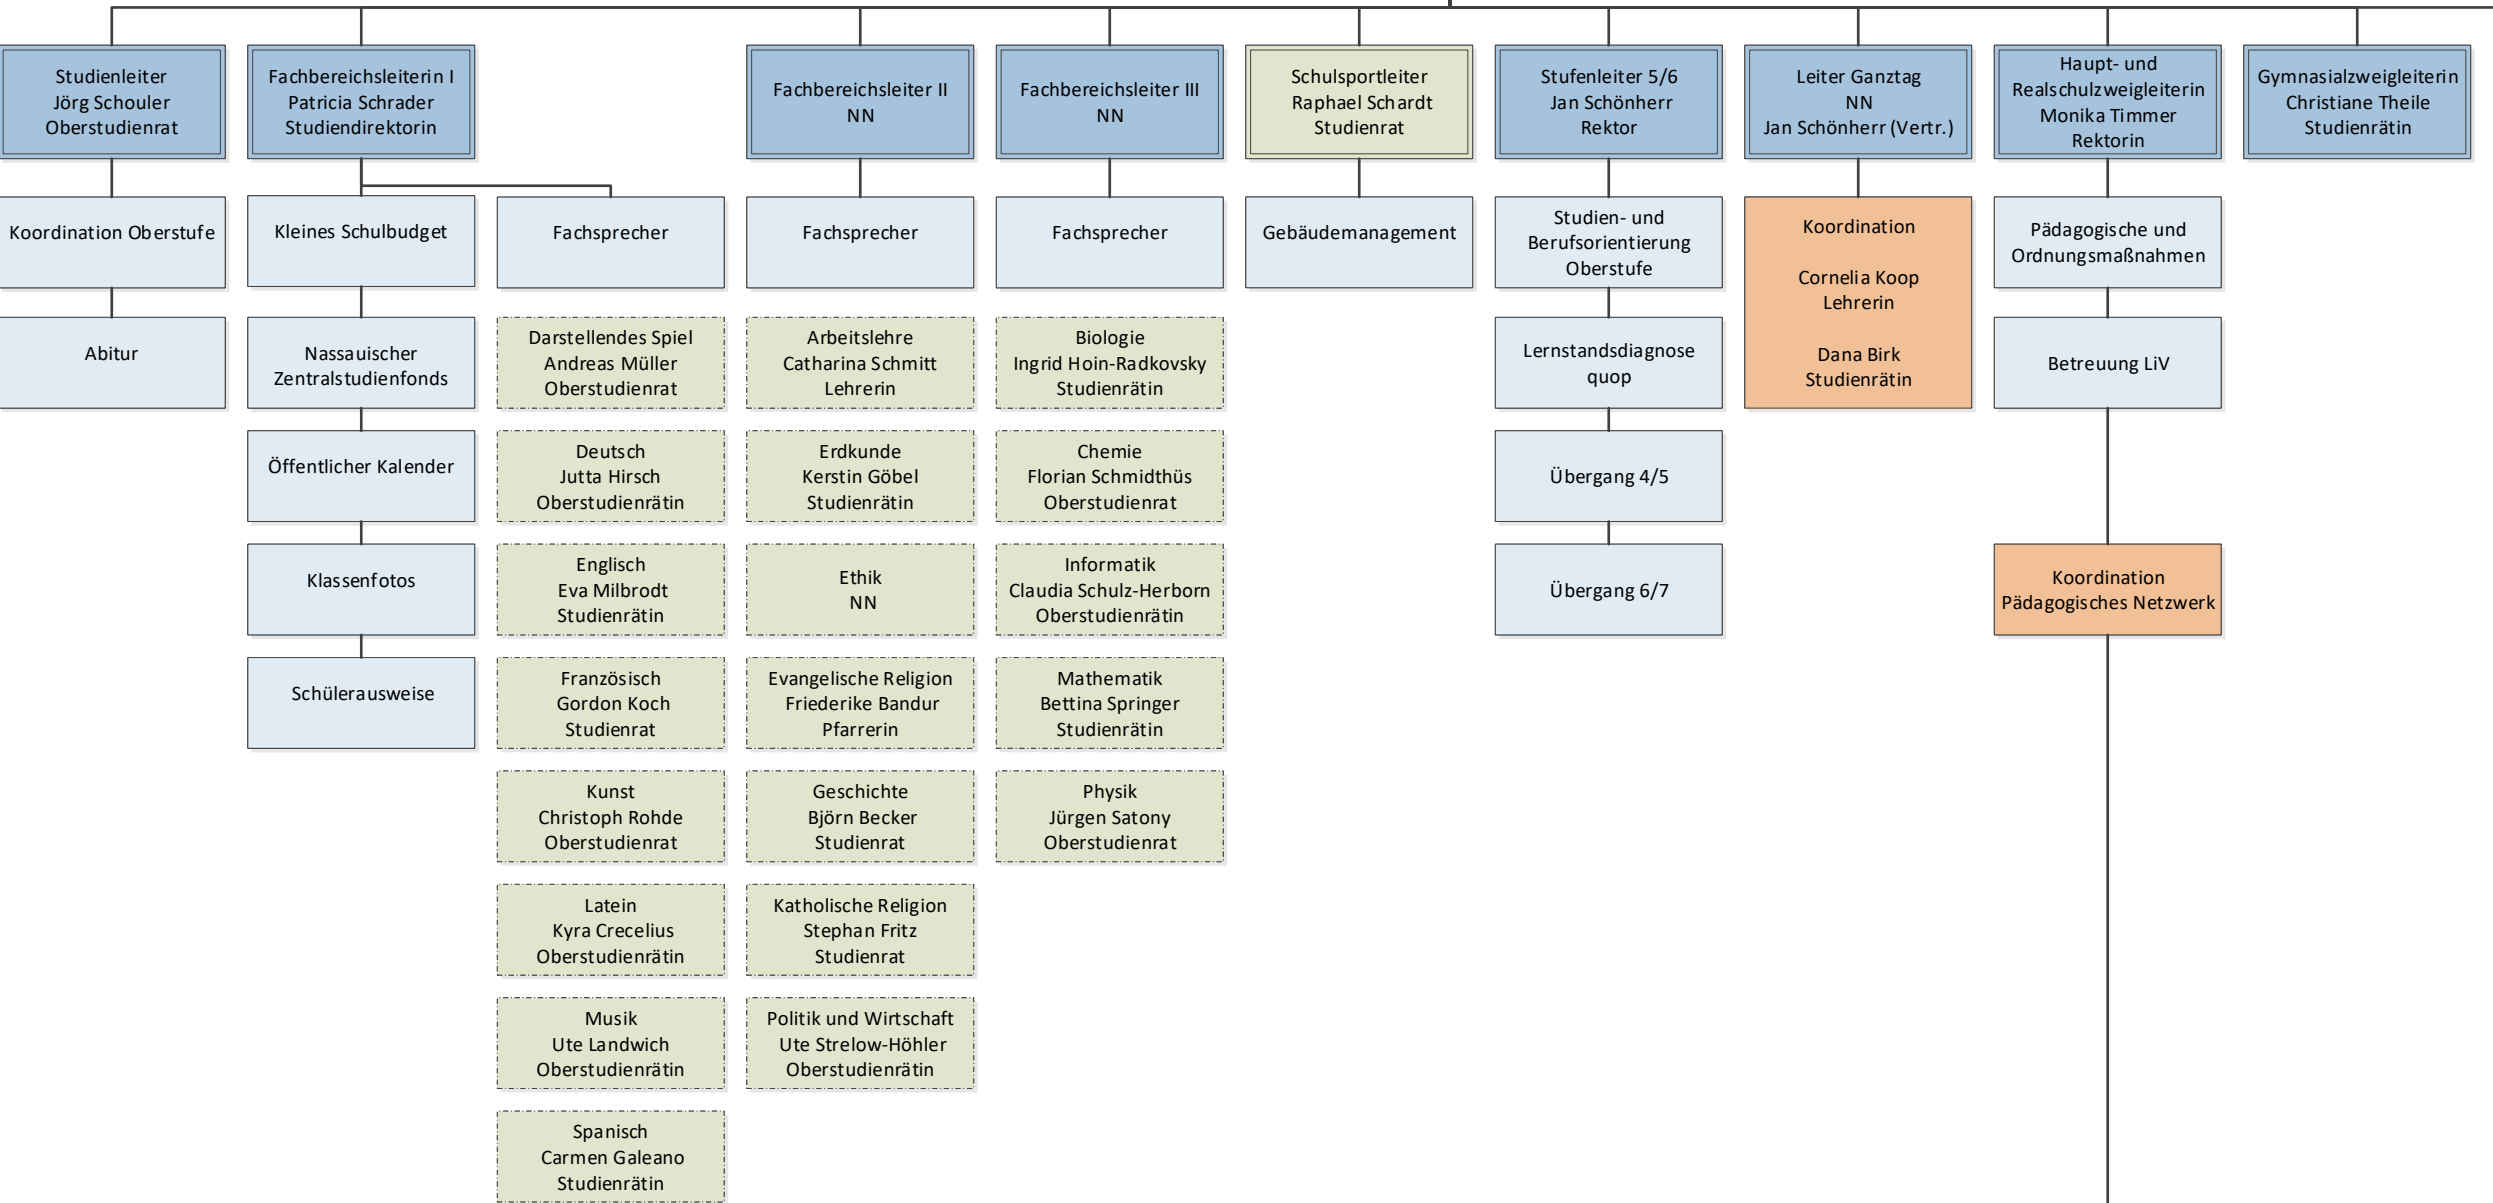 Studienleiter
Jörg Schouler
Oberstudienrat
Fachbereichsleiterin I
Patricia Schrader
Studiendirektorin
Fachbereichsleiter II
NN
Fachbereichsleiter III
NN
Schulsportleiter
Raphael Schardt
Studienrat
Stufenleiter 5/6
Jan Schönherr
Rektor
Leiter Ganztag
NN
Jan Schönherr (Vertr.)
Haupt- und
Realschulzweigleiterin
Monika Timmer
Rektorin
Gymnasialzweigleiterin
Christiane Theile
Studienrätin
Koordination Oberstufe
Kleines Schulbudget
Fachsprecher
Fachsprecher
Fachsprecher
Gebäudemanagement
Studien- und
Berufsorientierung
Oberstufe
Koordination
Cornelia Koop
Lehrerin
Dana Birk
Studienrätin
Pädagogische und
Ordnungsmaßnahmen
Abitur
Nassauischer
Zentralstudienfonds
Darstellendes Spiel
Andreas Müller
Oberstudienrat
Arbeitslehre
Catharina Schmitt
Lehrerin
Biologie
Ingrid Hoin-Radkovsky
Studienrätin
Lernstandsdiagnose
quop
Betreuung LiV
Öffentlicher Kalender
Deutsch
Jutta Hirsch
Oberstudienrätin
Erdkunde
Kerstin Göbel
Studienrätin
Chemie
Florian Schmidthüs
Oberstudienrat
Übergang 4/5
Klassenfotos
Englisch
Eva Milbrodt
Studienrätin
Ethik
NN
Informatik
Claudia Schulz-Herborn
Oberstudienrätin
Übergang 6/7
Koordination
Pädagogisches Netzwerk
Schülerausweise
Französisch
Gordon Koch
Studienrat
Evangelische Religion
Friederike Bandur
Pfarrerin
Mathematik
Bettina Springer
Studienrätin
Kunst
Christoph Rohde
Oberstudienrat
Geschichte
Björn Becker
Studienrat
Physik
Jürgen Satony
Oberstudienrat
Latein
Kyra Crecelius
Oberstudienrätin
Katholische Religion
Stephan Fritz
Studienrat
Musik
Ute Landwich
Oberstudienrätin
Politik und Wirtschaft
Ute Strelow-Höhler
Oberstudienrätin
Spanisch
Carmen Galeano
Studienrätin